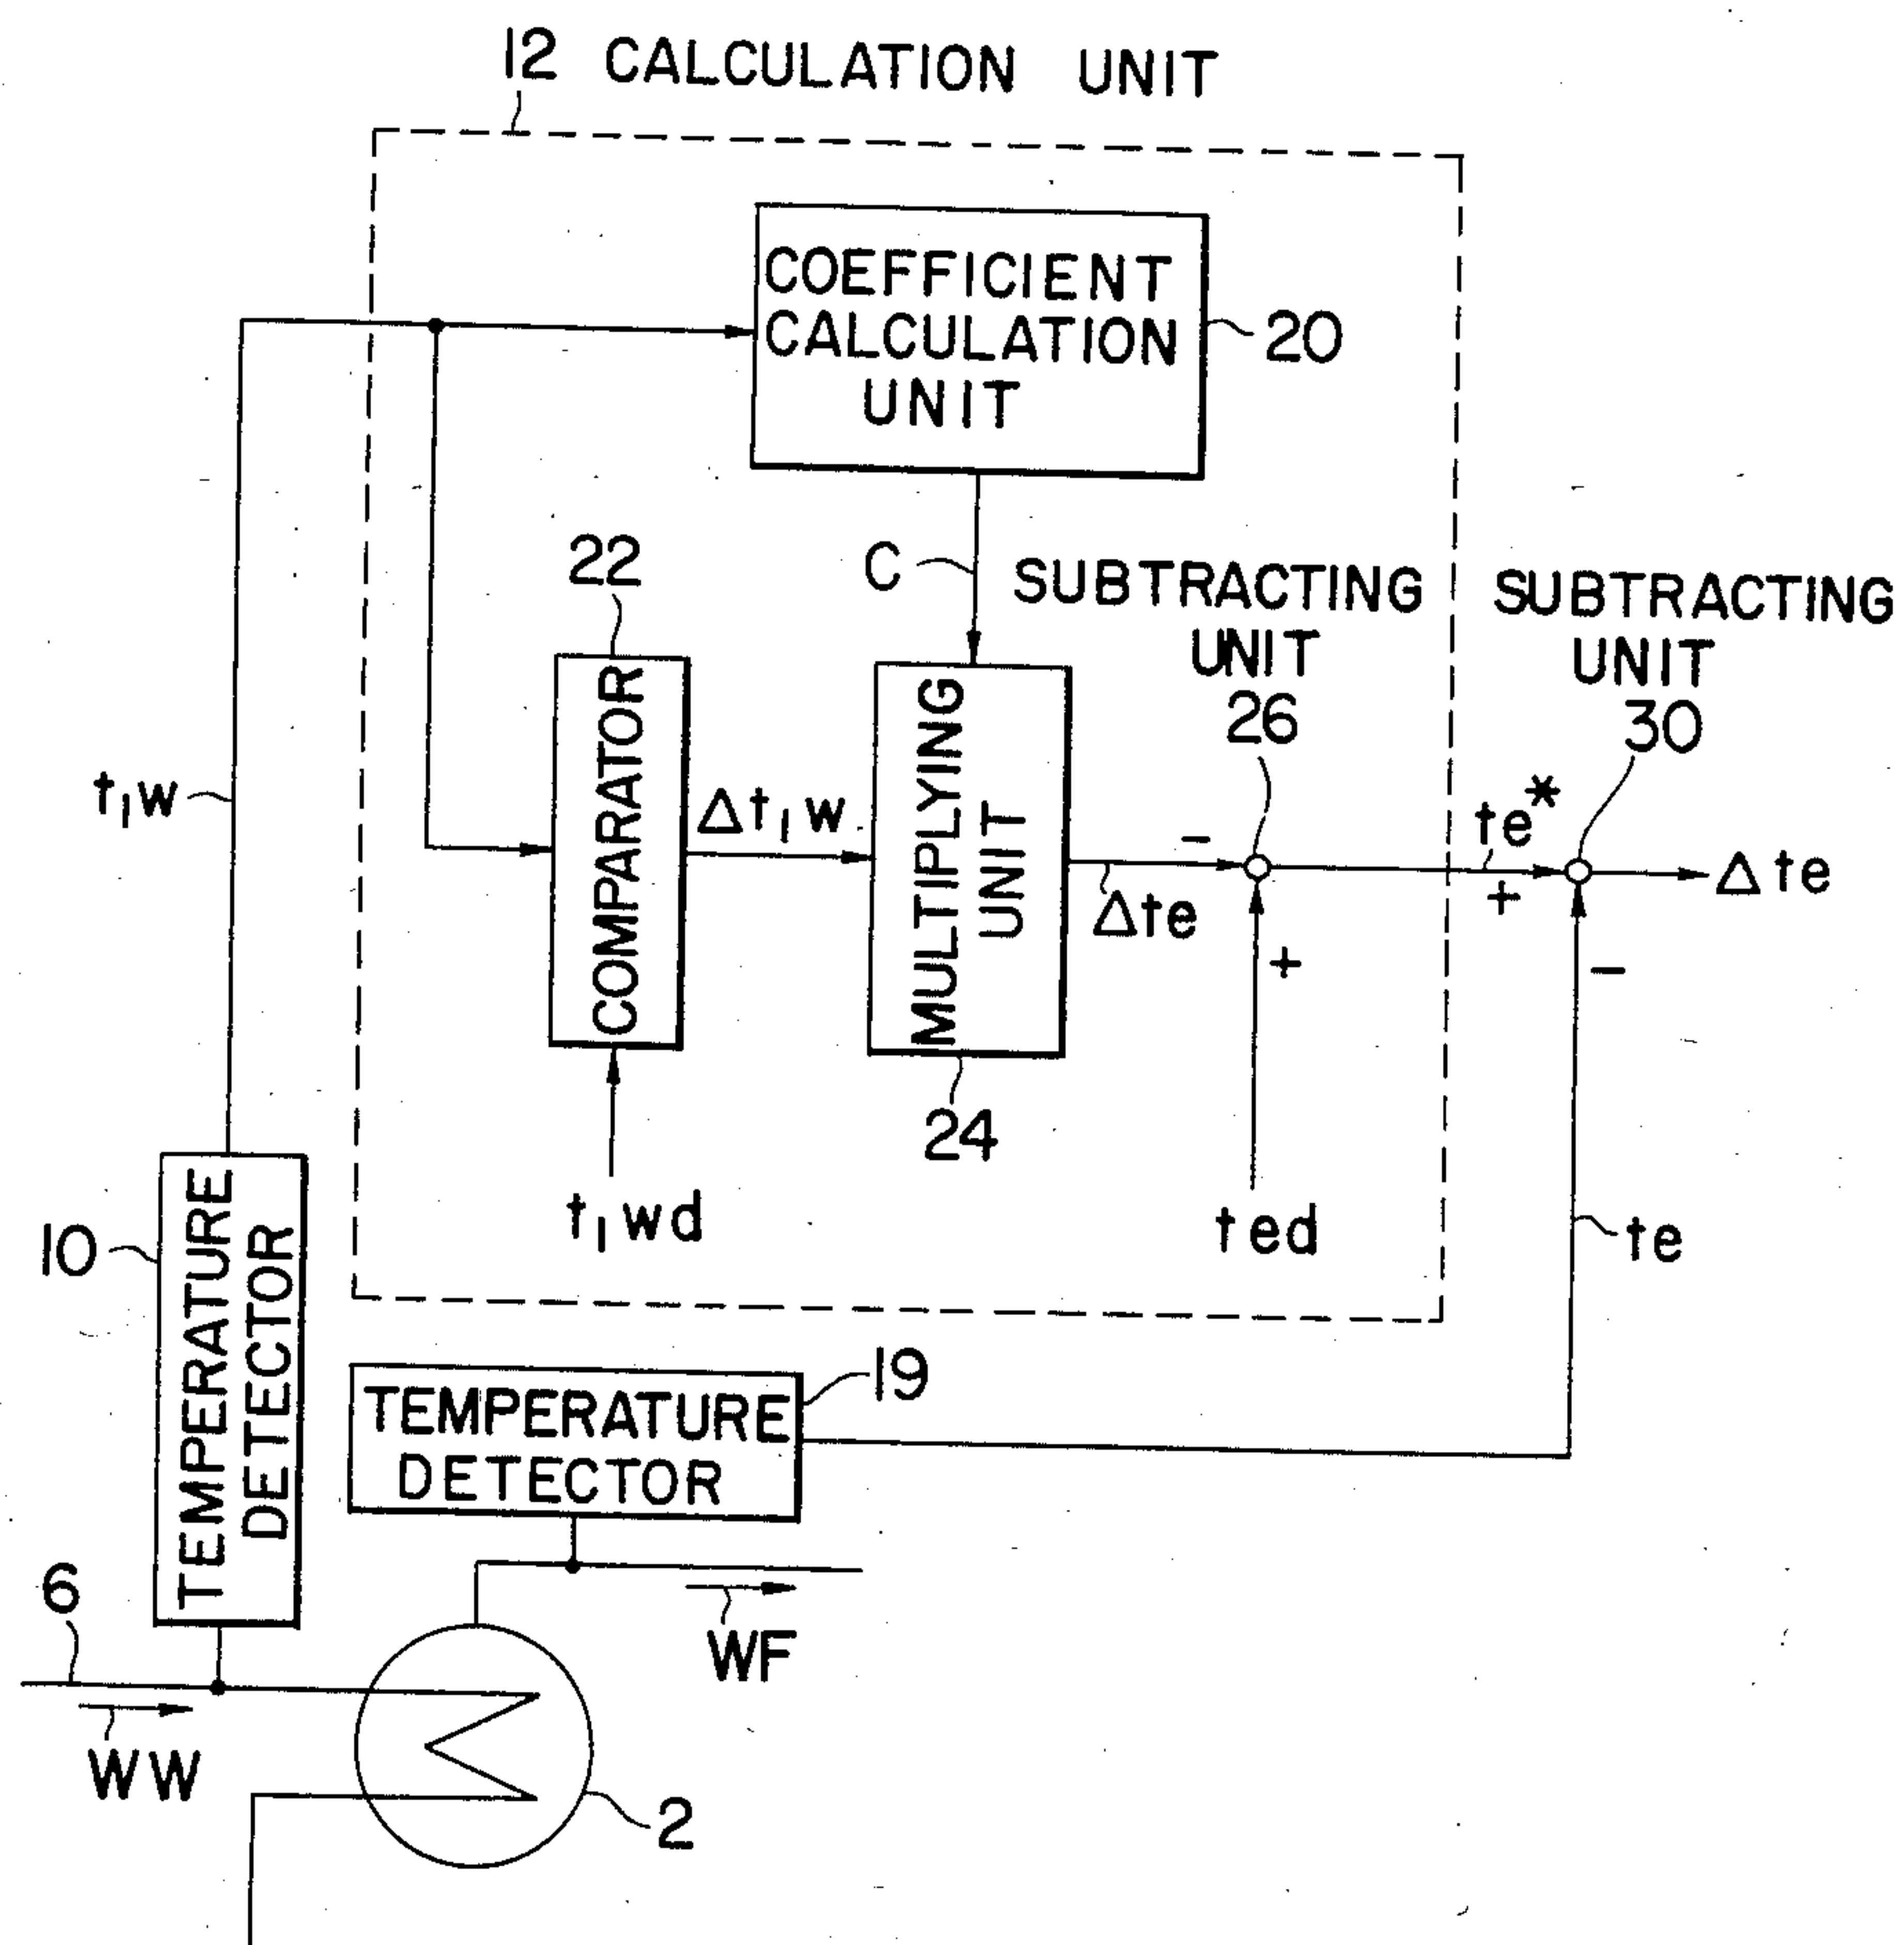 12 CALCULATION UNIT
COEFFICIENT
CALCULATION
UNIT
20
C
22
SUBTRACTING
UNIT
26
SUBTRACTING
UNIT
30
t₁w
COMPARATOR
Δt₁w
MULTIPLYING
UNIT
24
-
Δte
+
te*
+
Δte
-
t₁wd
ted
te
10
TEMPERATURE
DETECTOR
19
TEMPERATURE
DETECTOR
6
WF
WW
2